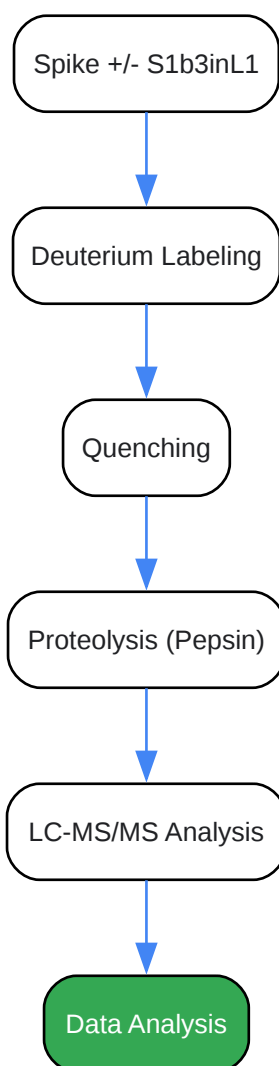 Spike +/- S1b3inL1
Deuterium Labeling
Quenching
Proteolysis (Pepsin)
LC-MS/MS Analysis
Data Analysis